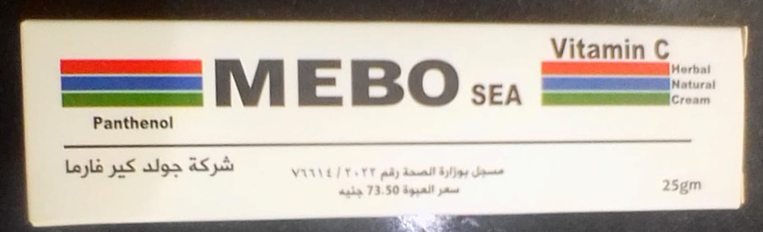 Vitamin C
MEBO SEA
Herbal
Natural
Cream
Panthenol
شركة جولد كير فارما
مسجل بوزارة الصحة رقم ٢٠٢٢ / ٧٦٦١٤
سعر العبوة 73.50 جنيه
25gm